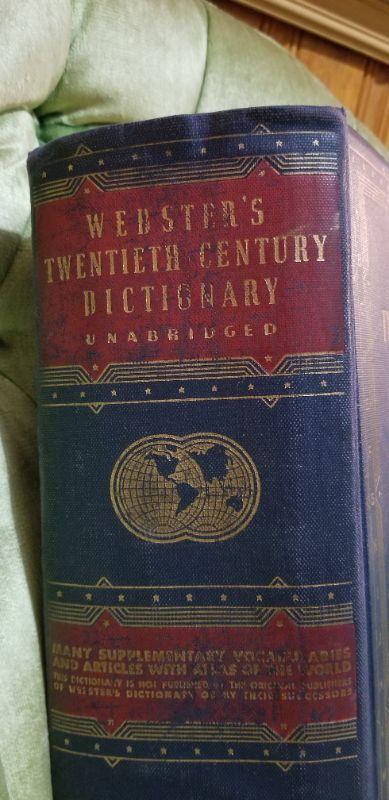 WEBSTER'S
TWENTIETH CENTURY
DICTIONARY
UNABRIDGED
MANY SUPPLEMENTARY VOCABULARIES
AND ARTICLES WITH ATLAS OF THE WORLD
THIS DICTIONARY IS NOT PUBLISHED BY THE ORIGINAL PUBLISHERS
OF WEBSTER'S DICTIONARY OR BY THEIR SUCCESSORS